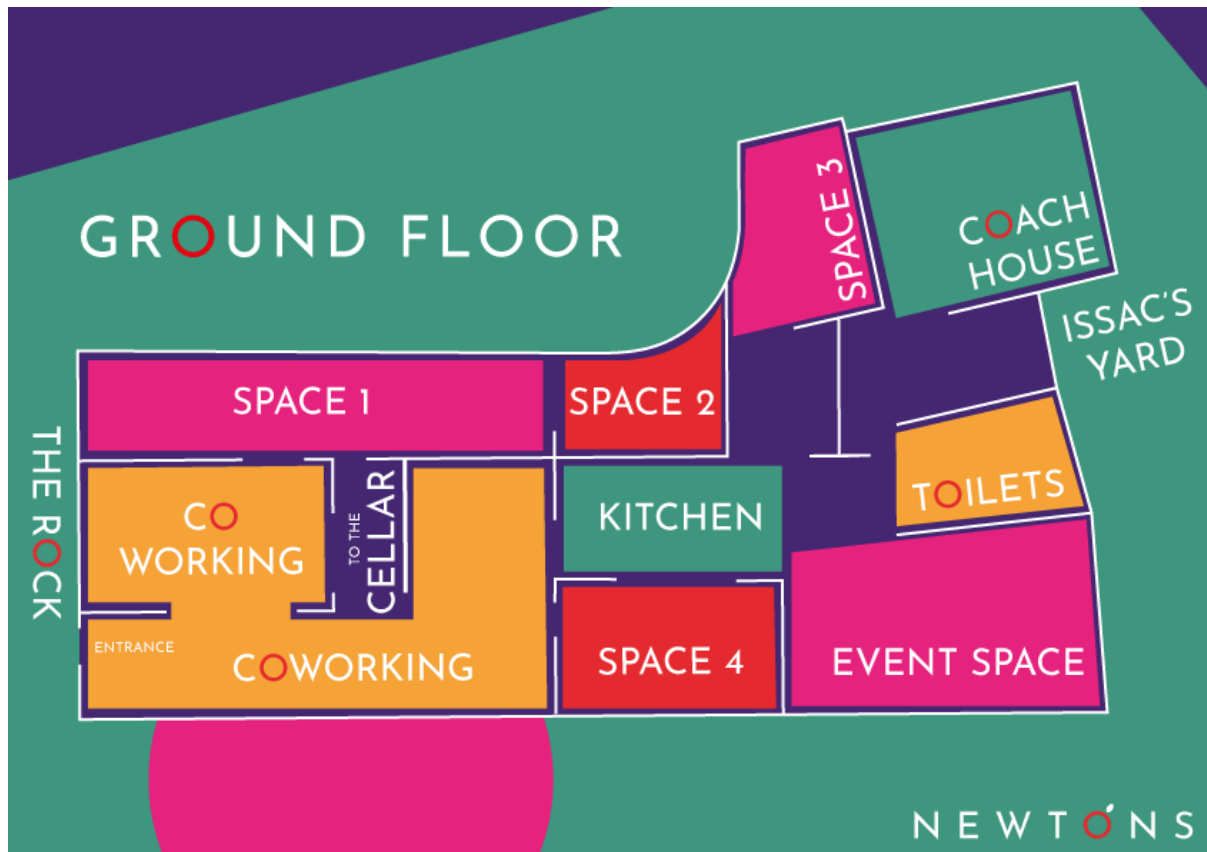 GROUND FLOOR
SPACE 3
COACH
HOUSE
ISSAC'S
YARD
SPACE 1
SPACE 2
THE ROCK
CO
WORKING
TO THE
CELLAR
KITCHEN
TOILETS
ENTRANCE
COWORKING
SPACE 4
EVENT SPACE
NEWTONS